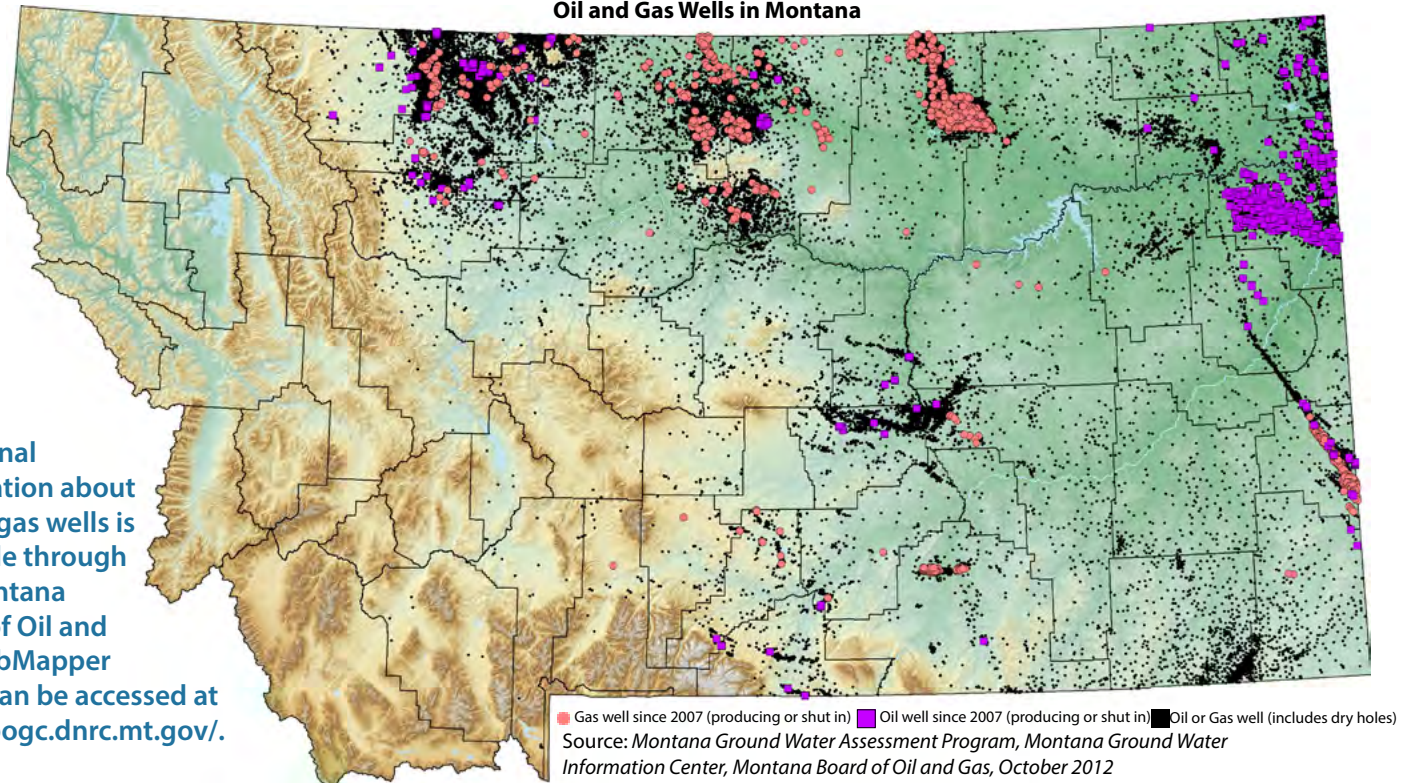 Oil and Gas Wells in Montana
nal
ation about
gas wells is
le through
ntana
of Oil and
bMapper
an be accessed at
ogc.dnrc.mt.gov/.
Gas well since 2007 (producing or shut in) Oil well since 2007 (producing or shut in) Oil or Gas well (includes dry holes)
Source: Montana Ground Water Assessment Program, Montana Ground Water
Information Center, Montana Board of Oil and Gas, October 2012